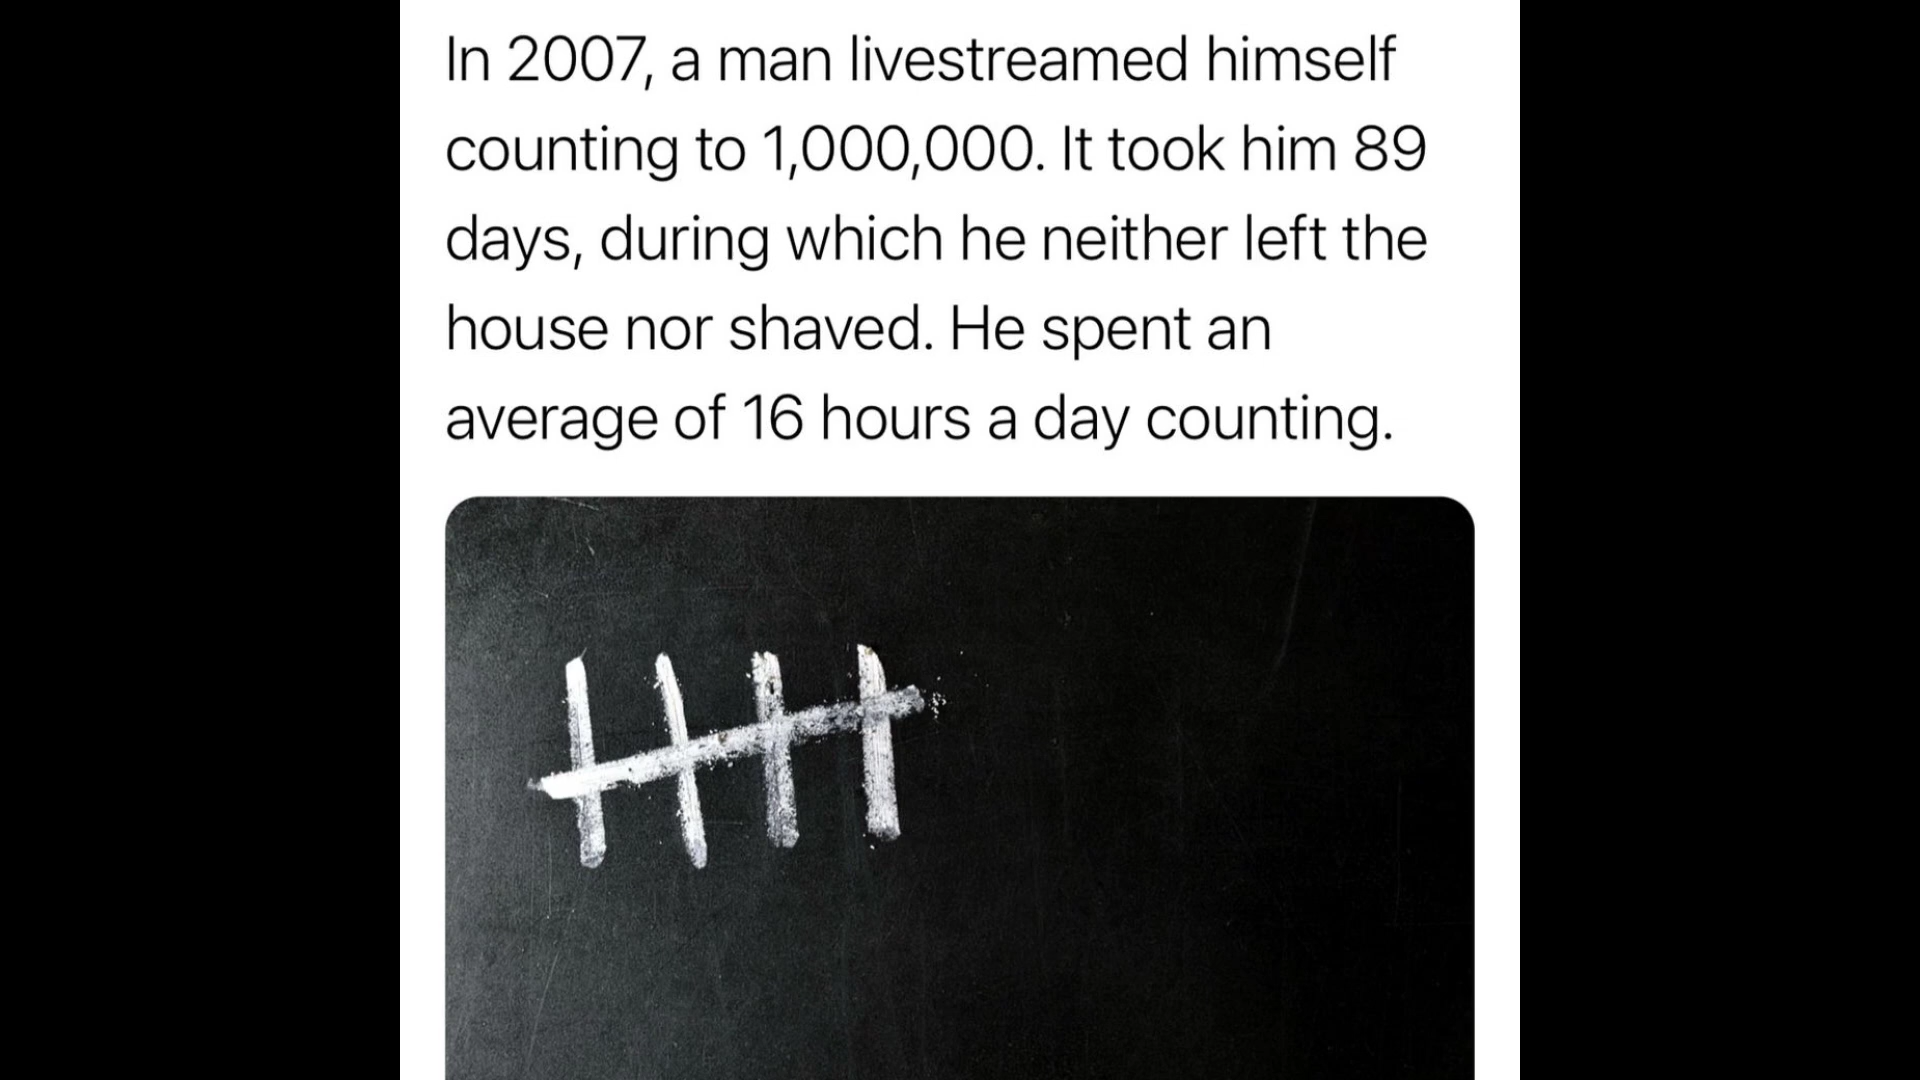 In 2007, a man livestreamed himself
counting to 1,000,000. It took him 89
days, during which he neither left the
house nor shaved. He spent an
average of 16 hours a day counting.